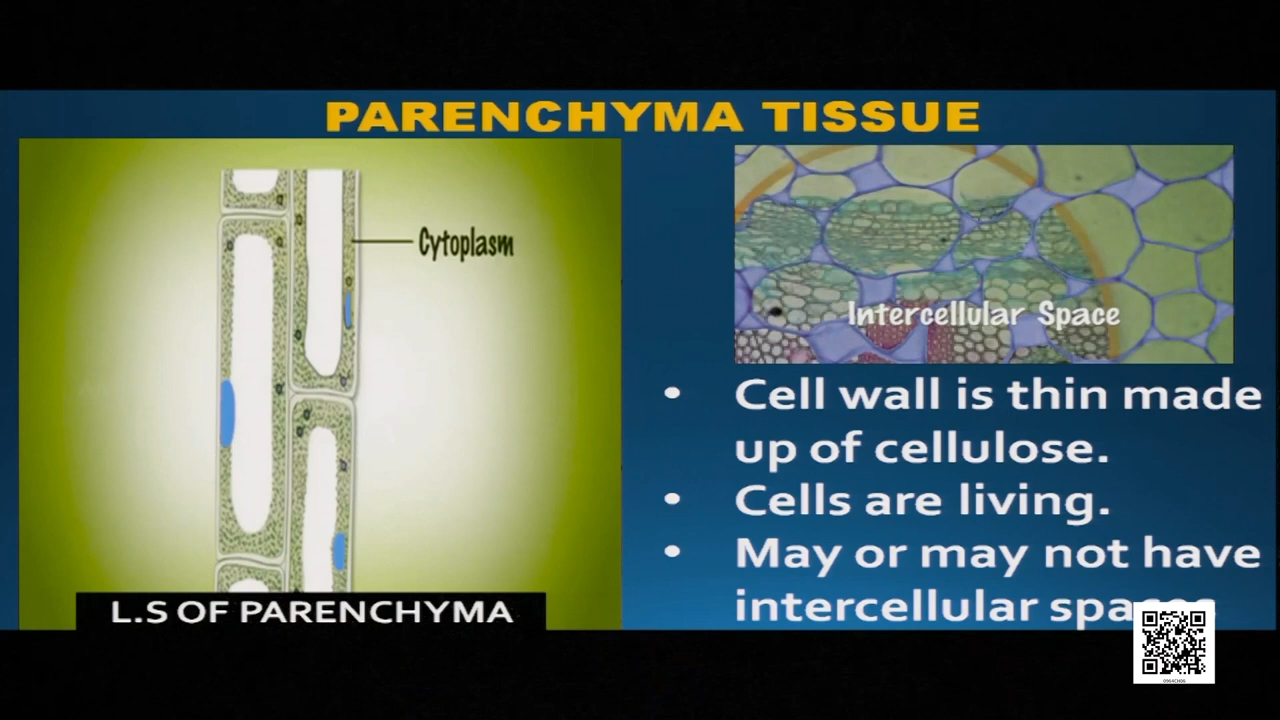 PARENCHYMA TISSUE
Cytoplasm
L.S OF PARENCHYMA
Intercellular Space
• Cell wall is thin made
up of cellulose.
• Cells are living.
• May or may not have
intercellular